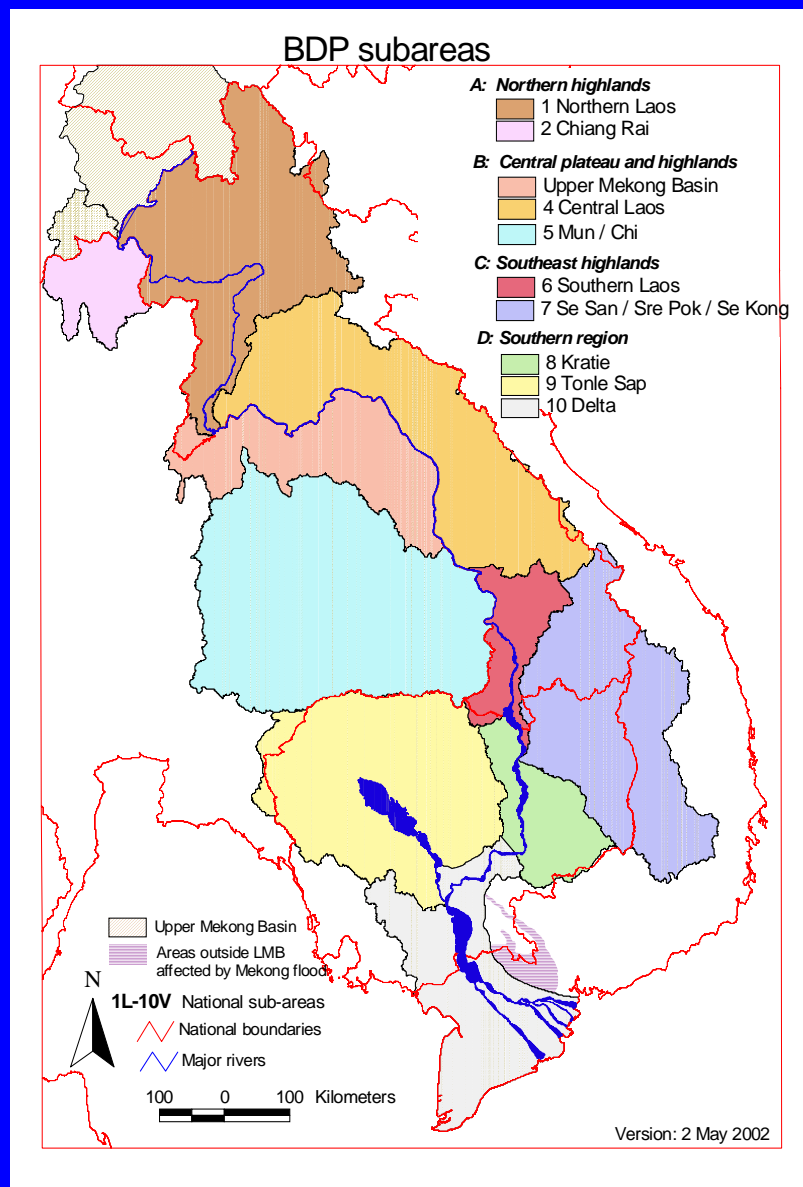 BDP subareas
A: Northern highlands
1 Northern Laos
2 Chiang Rai
B: Central plateau and highlands
Upper Mekong Basin
4 Central Laos
5 Mun / Chi
C: Southeast highlands
6 Southern Laos
7 Se San / Sre Pok / Se Kong
D: Southern region
8 Kratie
9 Tonle Sap
10 Delta
Upper Mekong Basin
Areas outside LMB
affected by Mekong flood
N
1L-10V National sub-areas
National boundaries
Major rivers
100 0 100 Kilometers
Version: 2 May 2002